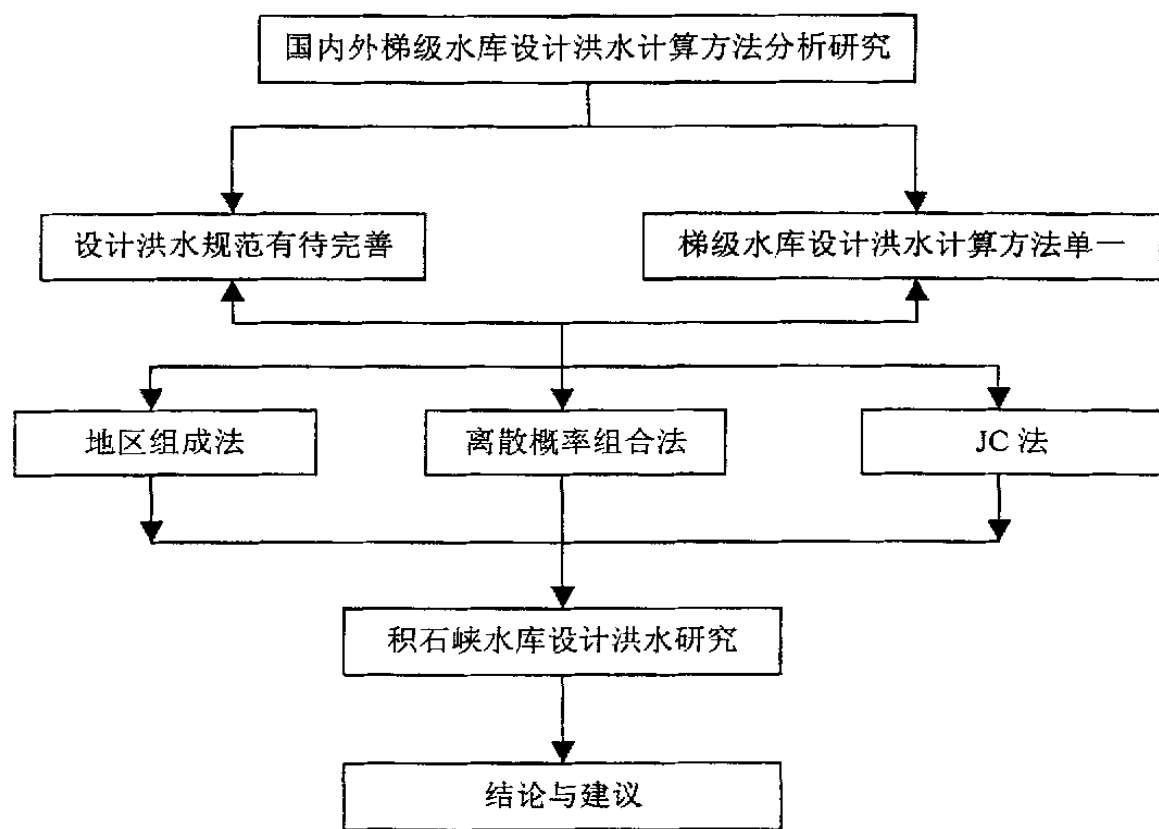 国内外梯级水库设计洪水计算方法分析研究
设计洪水规范有待完善
梯级水库设计洪水计算方法单一
地区组成法
离散概率组合法
JC 法
积石峡水库设计洪水研究
结论与建议